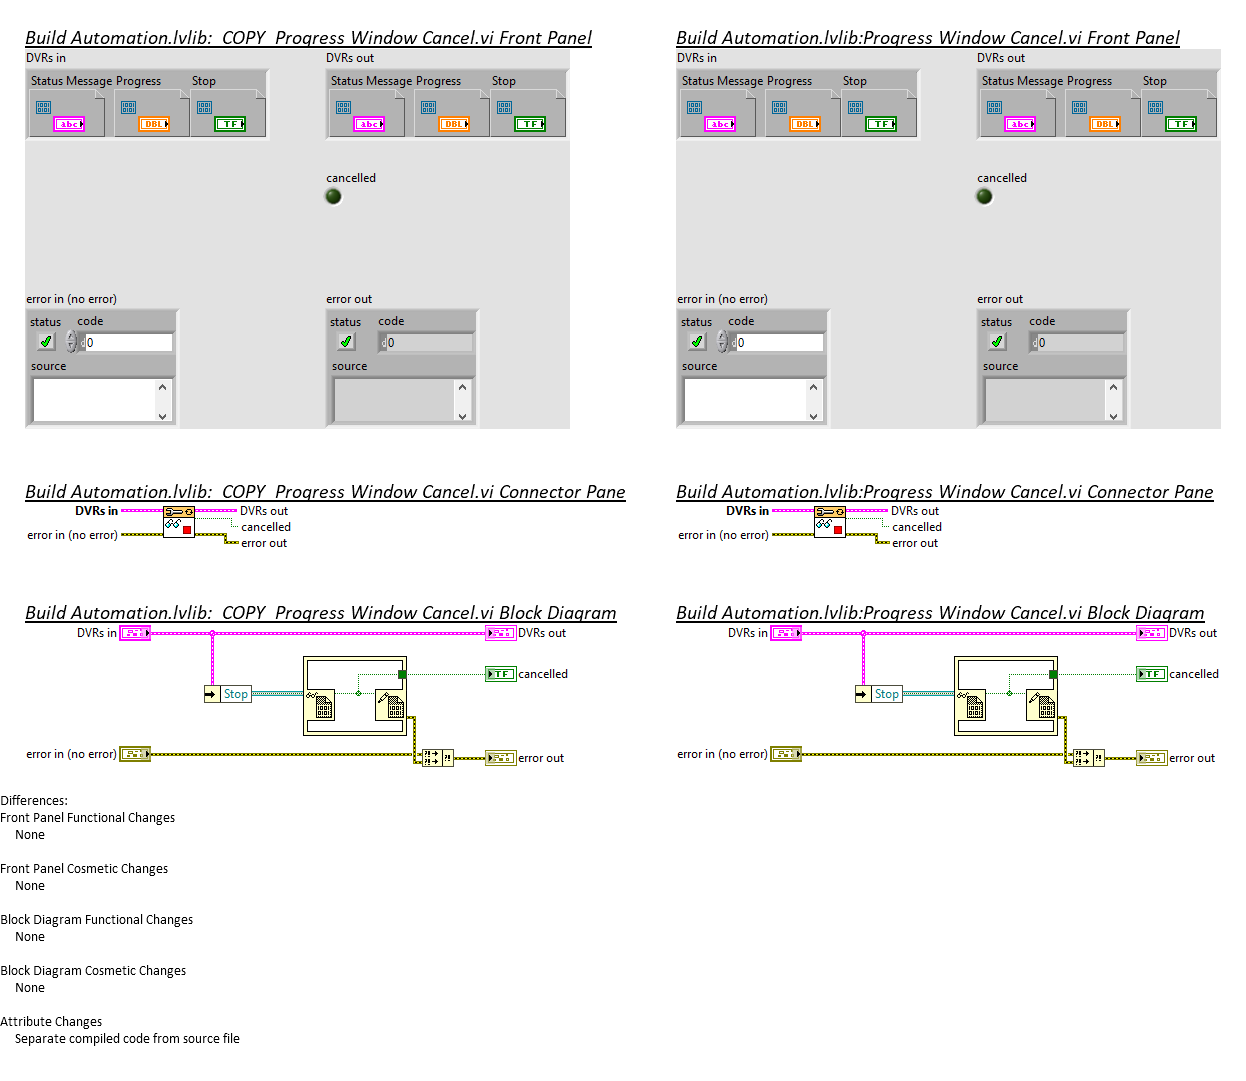 Build Automation.lvlib:_COPY_Progress Window Cancel.vi Front Panel
DVRs in
DVRs out
Status Message Progress Stop
Status Message Progress Stop
abc DBL TF
abc DBL TF
cancelled
error in (no error)
error out
status code
0
source
status code
0
source
Build Automation.lvlib:Progress Window Cancel.vi Front Panel
DVRs in
DVRs out
Status Message Progress Stop
Status Message Progress Stop
abc DBL TF
abc DBL TF
cancelled
error in (no error)
error out
status code
0
source
status code
0
source
Build Automation.lvlib:_COPY_Progress Window Cancel.vi Connector Pane
DVRs in
DVRs out
cancelled
error in (no error)
error out
Build Automation.lvlib:Progress Window Cancel.vi Connector Pane
DVRs in
DVRs out
cancelled
error in (no error)
error out
Build Automation.lvlib:_COPY_Progress Window Cancel.vi Block Diagram
DVRs in
DVRs out
TF cancelled
Stop
error in (no error)
error out
Build Automation.lvlib:Progress Window Cancel.vi Block Diagram
DVRs in
DVRs out
TF cancelled
Stop
error in (no error)
error out
Differences:
Front Panel Functional Changes
None
Front Panel Cosmetic Changes
None
Block Diagram Functional Changes
None
Block Diagram Cosmetic Changes
None
Attribute Changes
Separate compiled code from source file